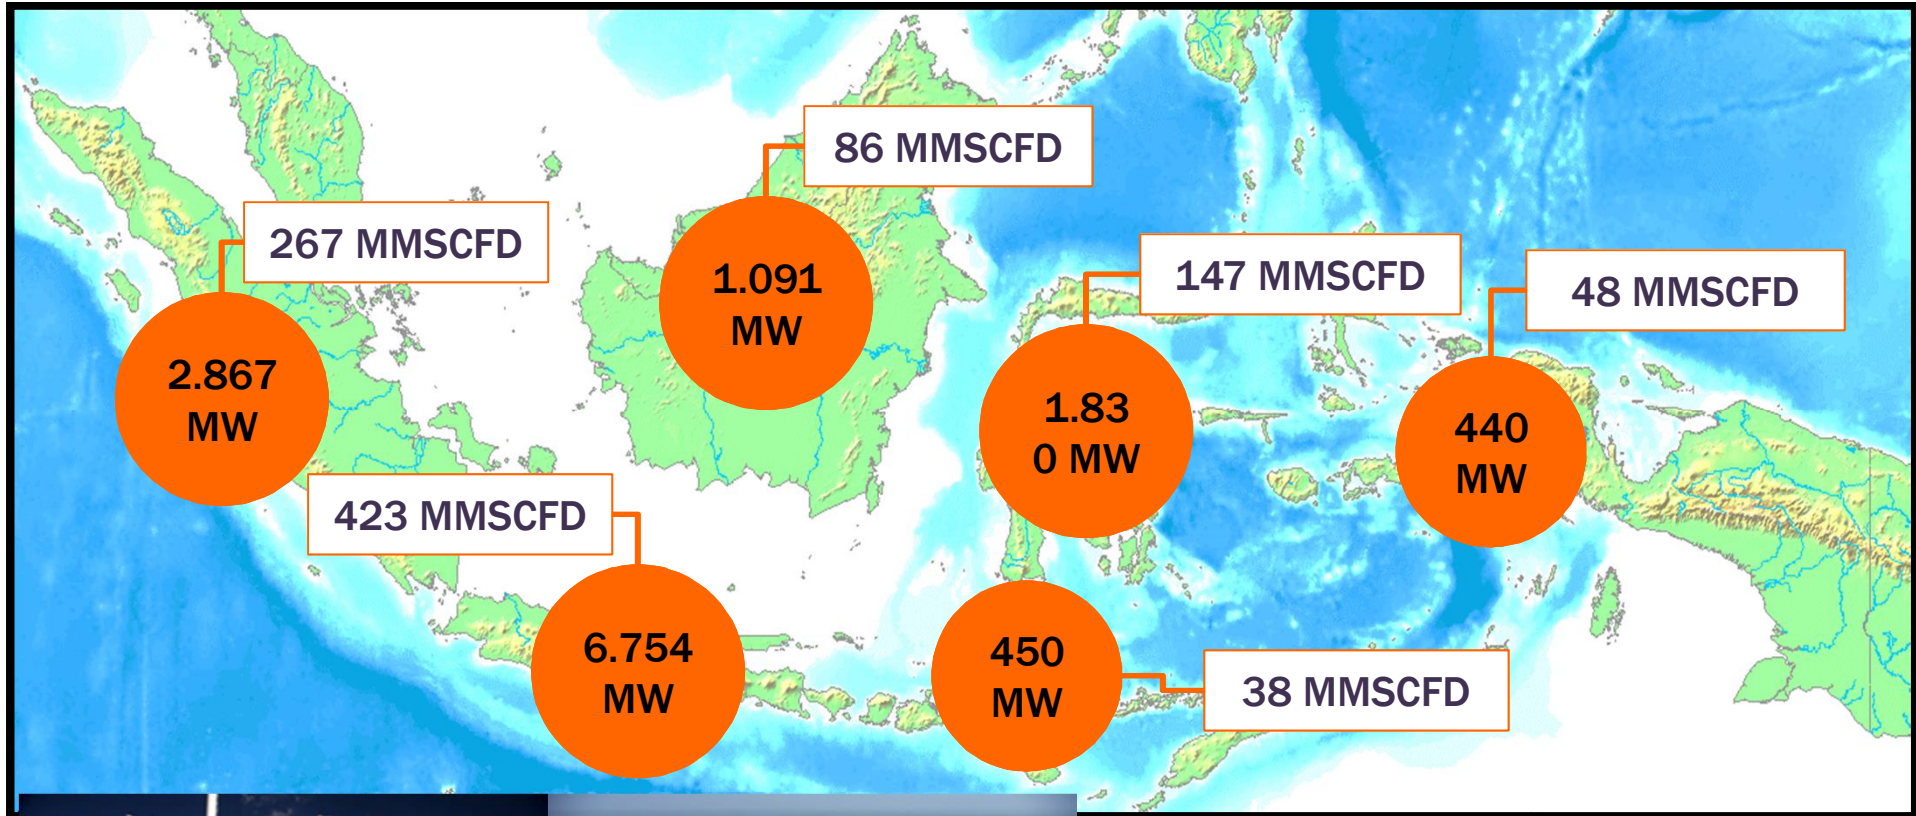 86 MMSCFD
267 MMSCFD
147 MMSCFD
48 MMSCFD
1.091
MW
2.867
MW
1.83
0 MW
440
MW
423 MMSCFD
6.754
MW
450
MW
38 MMSCFD